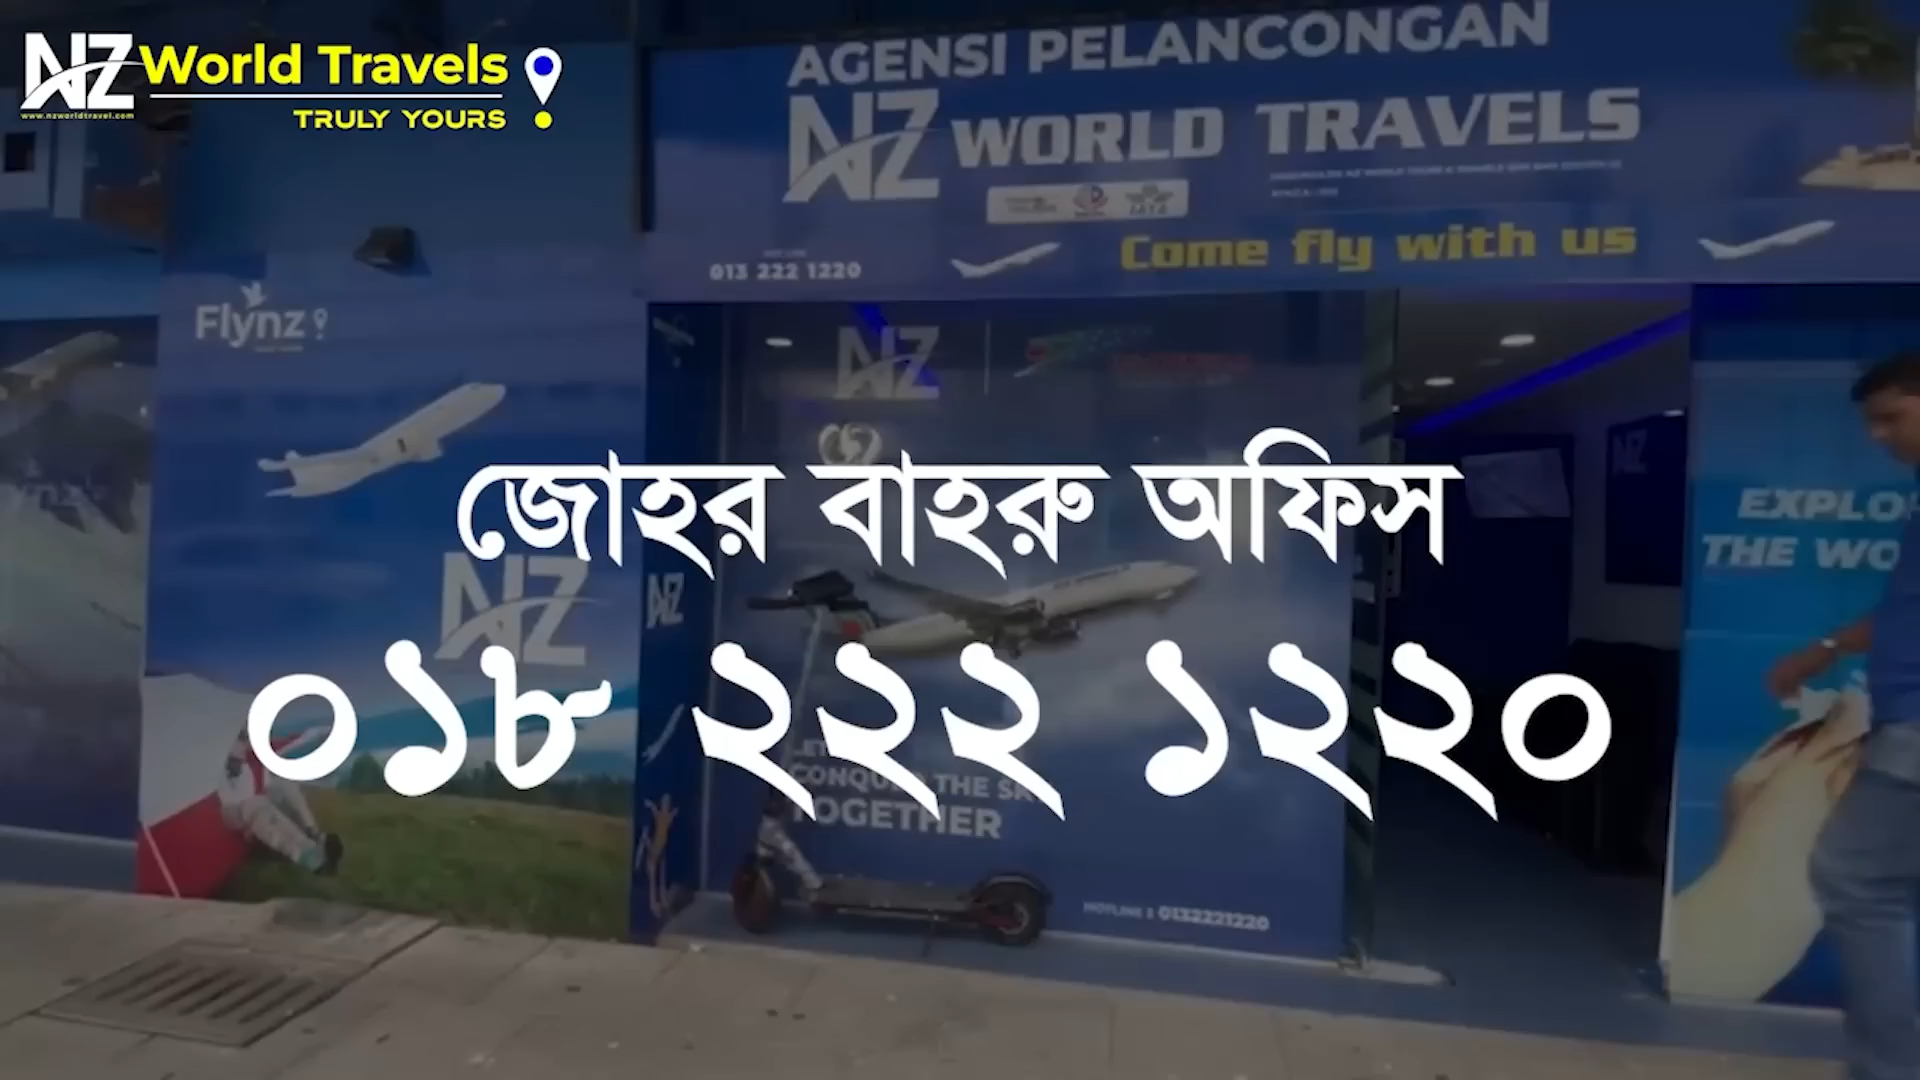 NZ World Travels
www.nzworldtravel.com
TRULY YOURS
AGENSI PELANCONGAN
NZ WORLD TRAVELS
Come fly with us
013 222 1220
Flynz
NZ
জোহর বাহরু অফিস
NZ
NZ
NZ
EXPLO
THE WO
০১৮ ২২২ ১২২০
CONQU THE SK
TOGETHER
HOTLINE : 0132221220